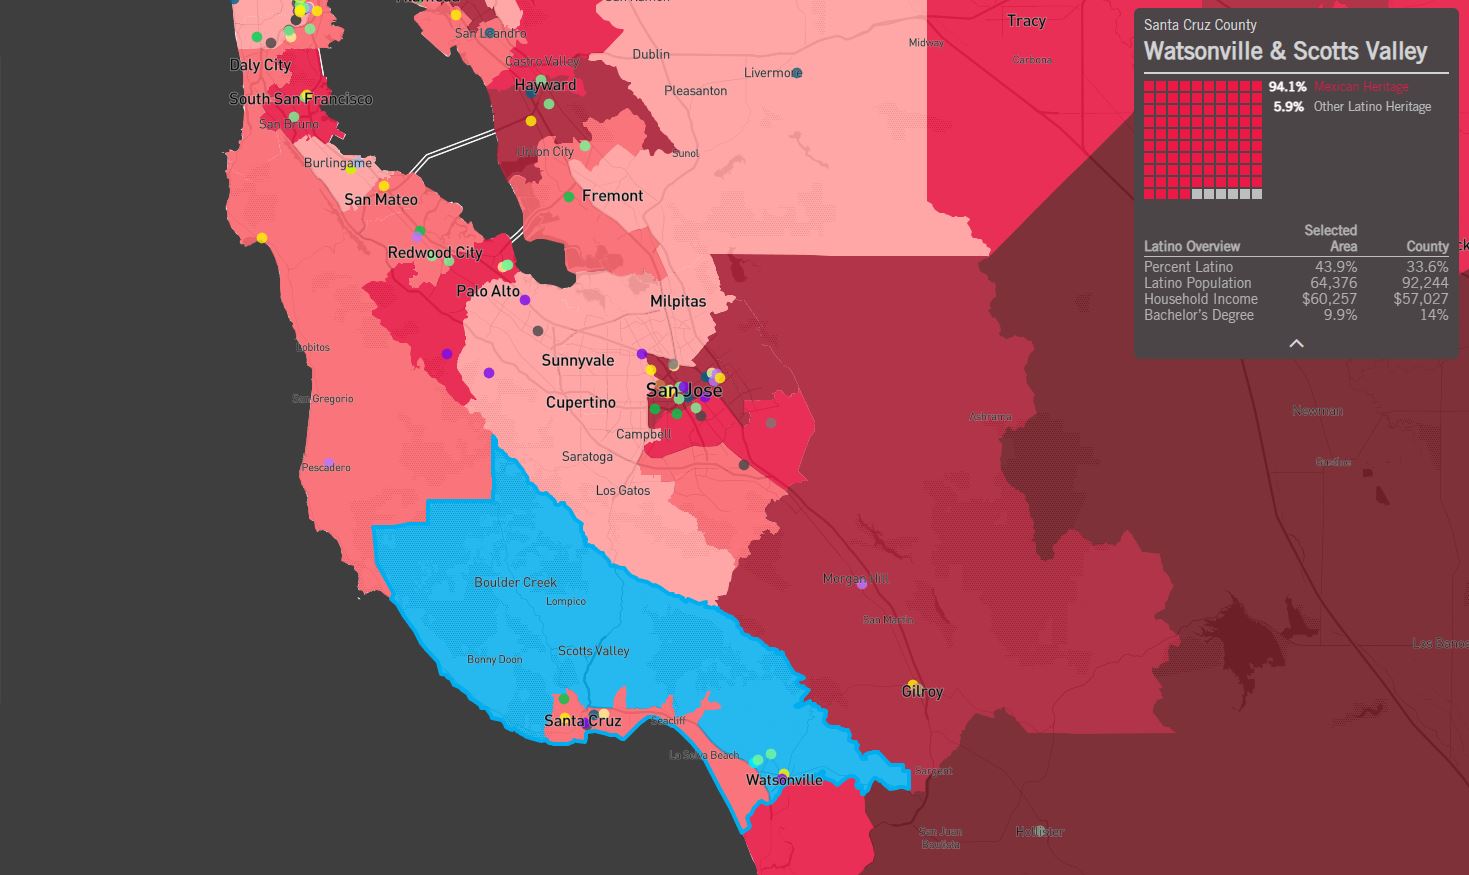 San Ramon
Tracy
San Leandro
Midway
Castro Valley
Dublin
Carbona
Daly City
Livermore
Hayward
Pleasanton
South San Francisco
San Bruno
Union City
Sunol
Burlingame
San Mateo
Fremont
Redwood City
Palo Alto
Milpitas
Lobitos
Sunnyvale
San Jose
San Gregorio
Cupertino
Newman
Ashrama
Campbell
Saratoga
Gustine
Pescadero
Los Gatos
Boulder Creek
Morgan Hill
Lompico
San Martin
Scotts Valley
Bonny Doon
Los Banos
Gilroy
Santa Cruz
Seacliff
La Selva Beach
Sargent
Watsonville
San Juan
Bautista
Hollister
Santa Cruz County
Watsonville & Scotts Valley
94.1% Mexican Heritage
5.9% Other Latino Heritage
Selected
Latino Overview Area County
Percent Latino 43.9% 33.6%
Latino Population 64,376 92,244
Household Income $60,257 $57,027
Bachelor's Degree 9.9% 14%